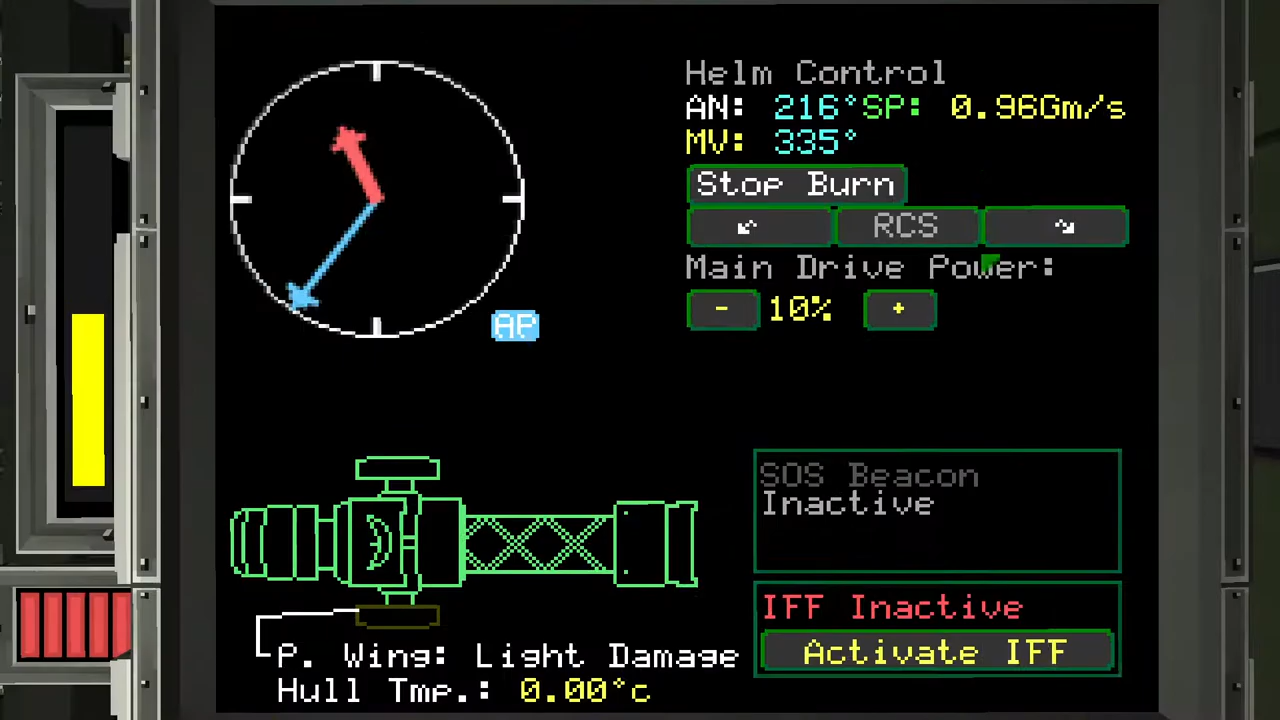 Helm Control
AN: 216° SP: 0.96Gm/s
MV: 335°
Stop Burn
↙ RCS ↘
Main Drive Power:
- 10% +
AP
SOS Beacon
Inactive
IFF Inactive
Activate IFF
P. Wing: Light Damage
Hull Tmp.: 0.00°c